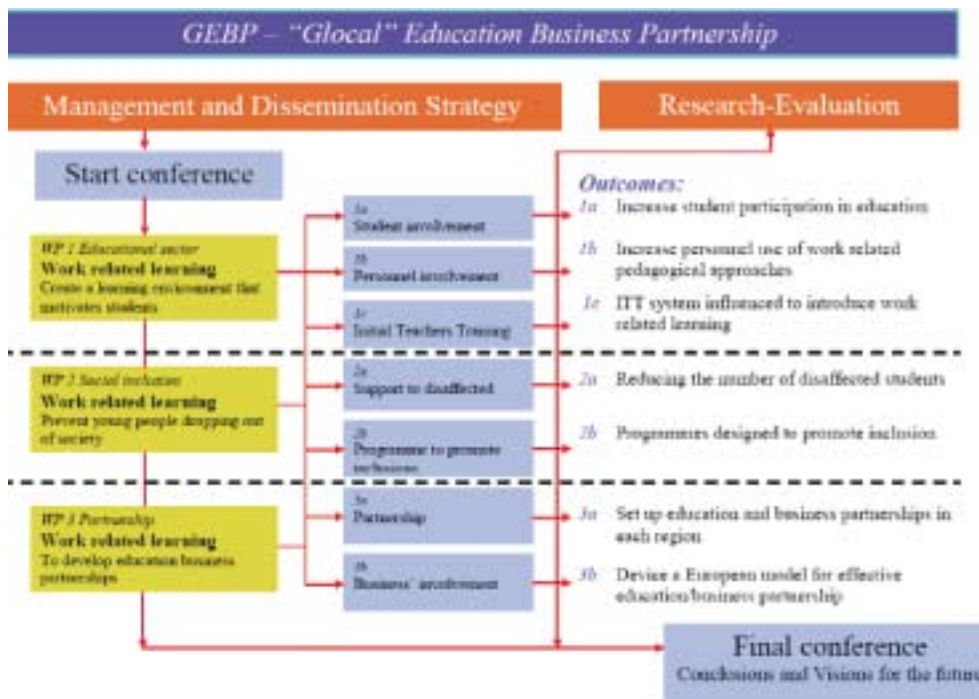 GEBP – "Glocal" Education Business Partnership
Management and Dissemination Strategy
Research-Evaluation
Start conference
WP 1 Educational sector
Work related learning
Create a learning environment that
motivates students
WP 2 Social inclusion
Work related learning
Prevent young people dropping out
of society
WP 3 Partnership
Work related learning
To develop education business
partnerships
1a
Student involvement
1b
Personnel involvement
1c
Initial Teachers Training
2a
Support to disaffected
2b
Programme to promote
inclusions
3a
Partnership
3b
Business' involvement
Outcomes:
1a Increase student participation in education
1b Increase personnel use of work related
pedagogical approaches
1c ITT system influenced to introduce work
related learning
2a Reducing the number of disaffected students
2b Programmes designed to promote inclusion
3a Set up education and business partnerships in
each region
3b Device a European model for effective
education/business partnership
Final conference
Conclusions and Visions for the future